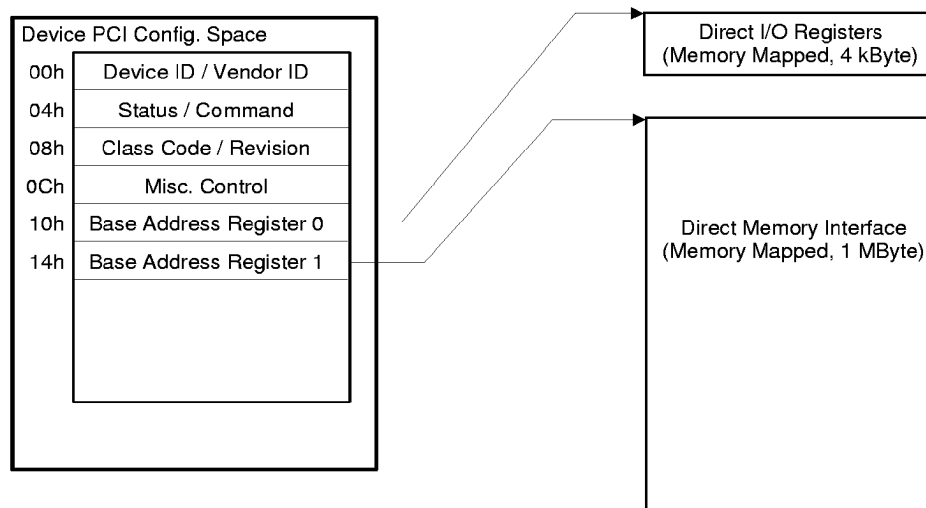 Device PCI Config. Space
00h Device ID / Vendor ID
04h Status / Command
08h Class Code / Revision
0Ch Misc. Control
10h Base Address Register 0
14h Base Address Register 1
Direct I/O Registers
(Memory Mapped, 4 kByte)
Direct Memory Interface
(Memory Mapped, 1 MByte)